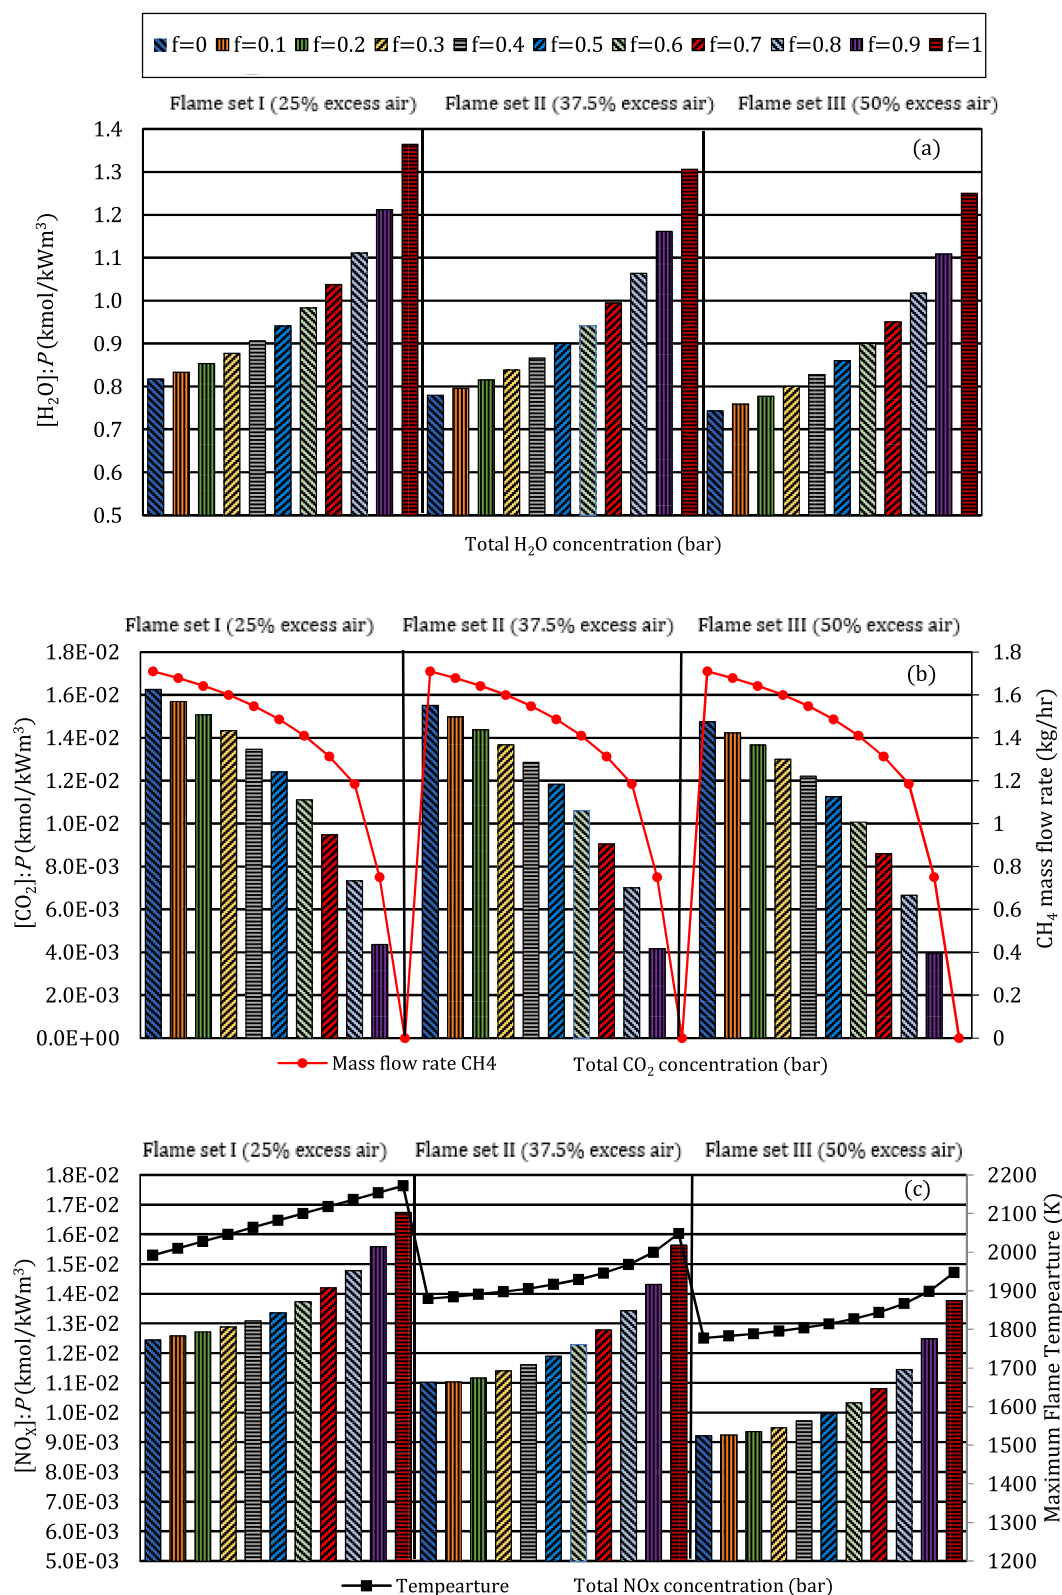 f=0 f=0.1 f=0.2 f=0.3 f=0.4 f=0.5 f=0.6 f=0.7 f=0.8 f=0.9 f=1
Flame set I (25% excess air) Flame set II (37.5% excess air) Flame set III (50% excess air)
(a)
[H₂O]:P (kmol/kWm³)
1.4
1.3
1.2
1.1
1.0
0.9
0.8
0.7
0.6
0.5
Total H₂O concentration (bar)
Flame set I (25% excess air) Flame set II (37.5% excess air) Flame set III (50% excess air)
(b)
[CO₂]:P (kmol/kWm³)
1.8E-02
1.6E-02
1.4E-02
1.2E-02
1.0E-02
8.0E-03
6.0E-03
4.0E-03
2.0E-03
0.0E+00
1.8
1.6
1.4
1.2
1
0.8
0.6
0.4
0.2
0
CH₄ mass flow rate (kg/hr)
Mass flow rate CH4 Total CO₂ concentration (bar)
Flame set I (25% excess air) Flame set II (37.5% excess air) Flame set III (50% excess air)
(c)
[NOₓ]:P (kmol/kWm³)
1.8E-02
1.7E-02
1.6E-02
1.5E-02
1.4E-02
1.3E-02
1.2E-02
1.1E-02
1.0E-02
9.0E-03
8.0E-03
7.0E-03
6.0E-03
5.0E-03
2200
2100
2000
1900
1800
1700
1600
1500
1400
1300
1200
Maximum Flame Tempearture (K)
Tempearture Total NOx concentration (bar)